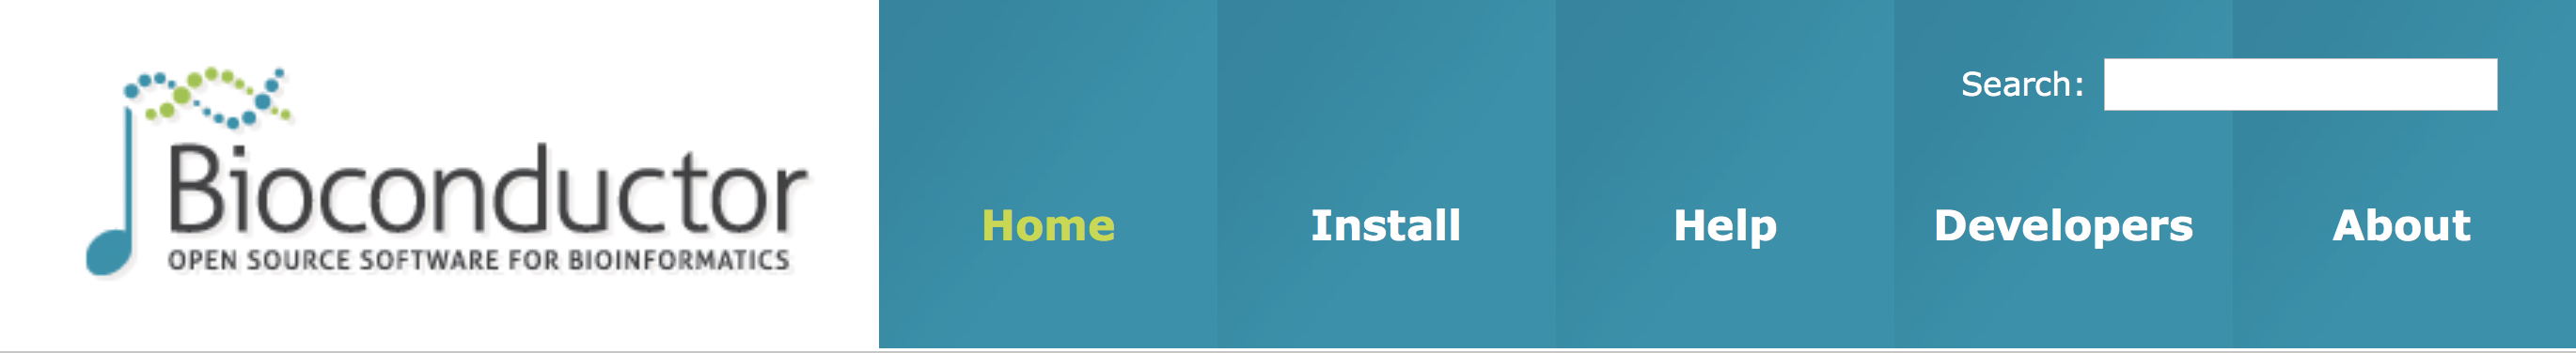 Bioconductor
OPEN SOURCE SOFTWARE FOR BIOINFORMATICS
Search:
Home Install Help Developers About